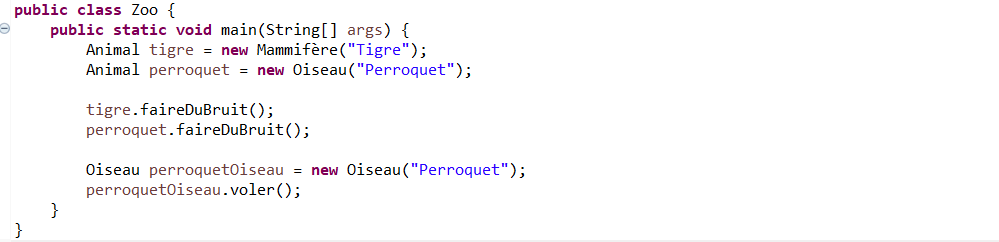 public class Zoo {
public static void main(String[] args) {
Animal tigre = new Mammifère("Tigre");
Animal perroquet = new Oiseau("Perroquet");
tigre.faireDuBruit();
perroquet.faireDuBruit();
Oiseau perroquetOiseau = new Oiseau("Perroquet");
perroquetOiseau.voler();
}
}